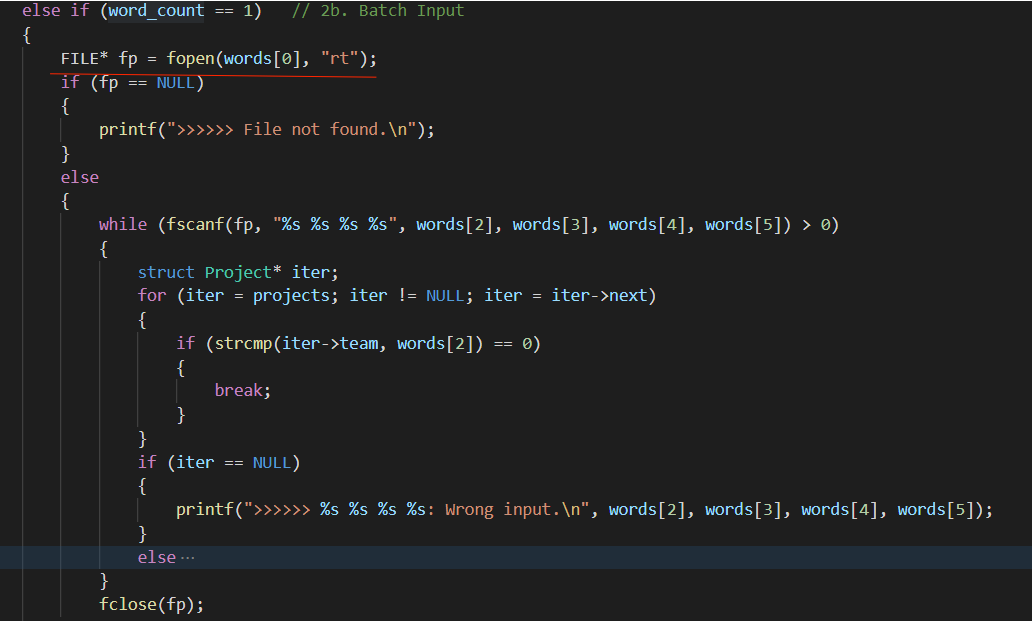 else if (word_count == 1)   // 2b. Batch Input
{
    FILE* fp = fopen(words[0], "rt");
    if (fp == NULL)
    {
        printf(">>>>>> File not found.\n");
    }
    else
    {
        while (fscanf(fp, "%s %s %s %s", words[2], words[3], words[4], words[5]) > 0)
        {
            struct Project* iter;
            for (iter = projects; iter != NULL; iter = iter->next)
            {
                if (strcmp(iter->team, words[2]) == 0)
                {
                    break;
                }
            }
            if (iter == NULL)
            {
                printf(">>>>>> %s %s %s %s: Wrong input.\n", words[2], words[3], words[4], words[5]);
            }
            else ···
        }
        fclose(fp);